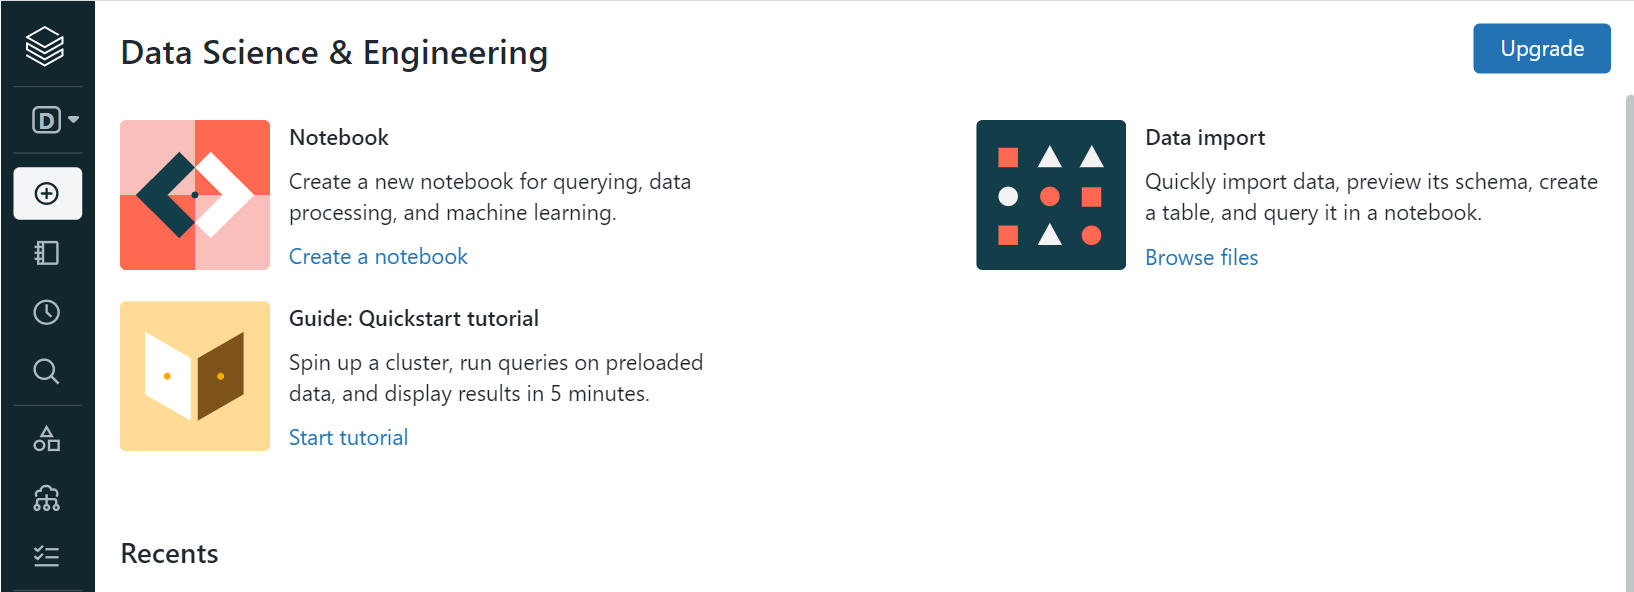 Data Science & Engineering
Upgrade
D
Notebook
Create a new notebook for querying, data
processing, and machine learning.
Create a notebook
Data import
Quickly import data, preview its schema, create
a table, and query it in a notebook.
Browse files
Guide: Quickstart tutorial
Spin up a cluster, run queries on preloaded
data, and display results in 5 minutes.
Start tutorial
Recents